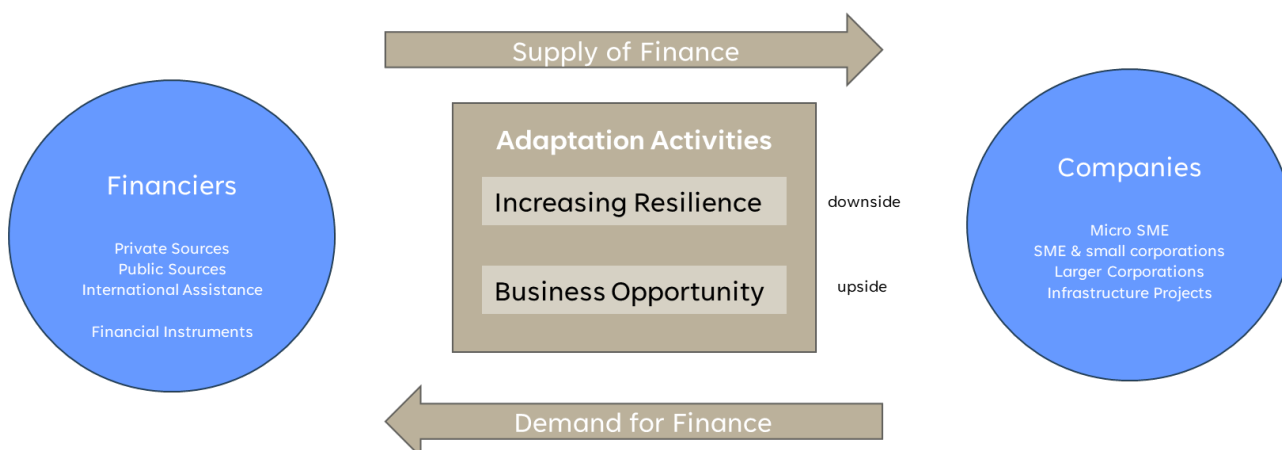 Supply of Finance
Financiers
Private Sources
Public Sources
International Assistance
Financial Instruments
Adaptation Activities
Increasing Resilience
downside
Business Opportunity
upside
Companies
Micro SME
SME & small corporations
Larger Corporations
Infrastructure Projects
Demand for Finance